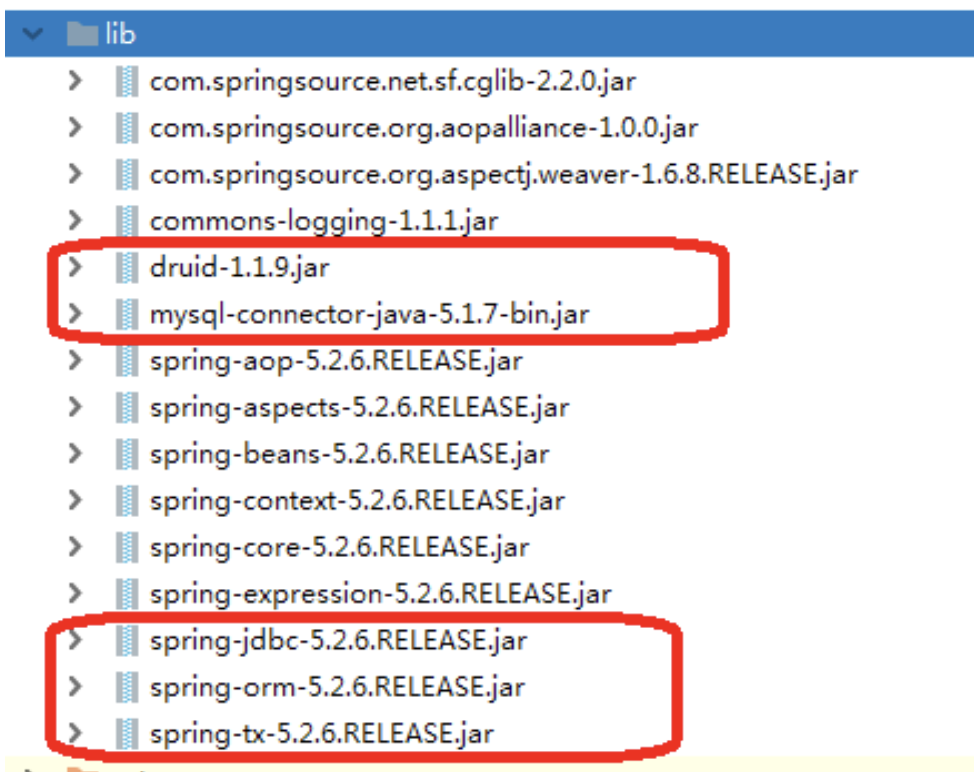 lib
com.springsource.net.sf.cglib-2.2.0.jar
com.springsource.org.aopalliance-1.0.0.jar
com.springsource.org.aspectj.weaver-1.6.8.RELEASE.jar
commons-logging-1.1.1.jar
druid-1.1.9.jar
mysql-connector-java-5.1.7-bin.jar
spring-aop-5.2.6.RELEASE.jar
spring-aspects-5.2.6.RELEASE.jar
spring-beans-5.2.6.RELEASE.jar
spring-context-5.2.6.RELEASE.jar
spring-core-5.2.6.RELEASE.jar
spring-expression-5.2.6.RELEASE.jar
spring-jdbc-5.2.6.RELEASE.jar
spring-orm-5.2.6.RELEASE.jar
spring-tx-5.2.6.RELEASE.jar